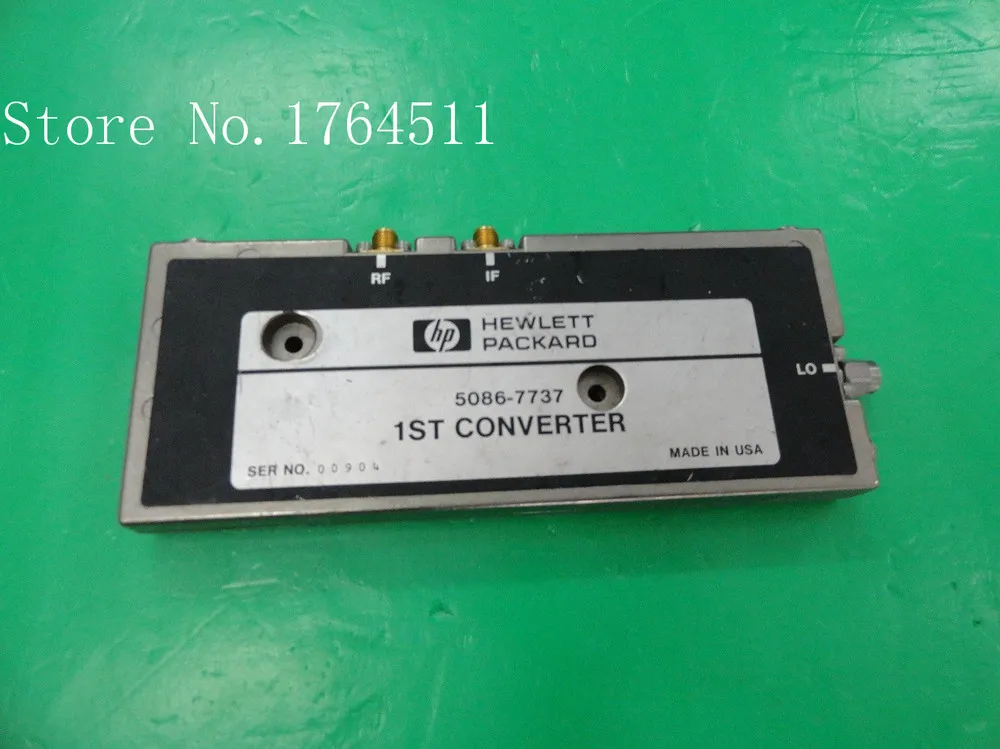 Store No.1764511
RF
IF
hp HEWLETT
PACKARD
LO
5086-7737
1ST CONVERTER
MADE IN USA
SER NO. 00904